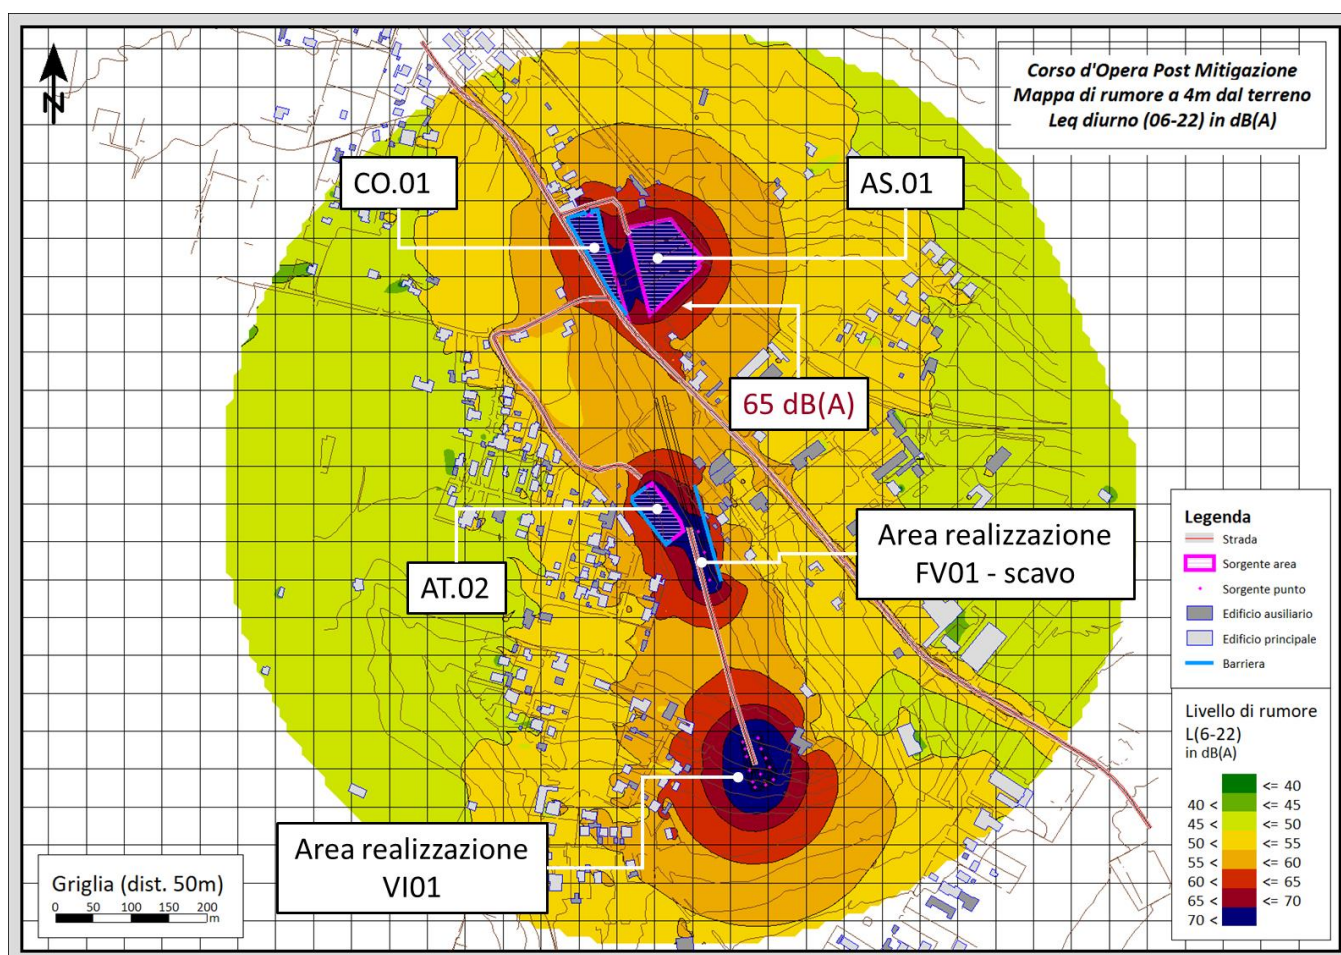 N
Corso d'Opera Post Mitigazione
Mappa di rumore a 4m dal terreno
Leq diurno (06-22) in dB(A)
CO.01
AS.01
65 dB(A)
Area realizzazione
FV01 - scavo
AT.02
Area realizzazione
VI01
Legenda
Strada
Sorgente area
Sorgente punto
Edificio ausiliario
Edificio principale
Barriera
Livello di rumore
L(6-22)
in dB(A)
<= 40
40 < <= 45
45 < <= 50
50 < <= 55
55 < <= 60
60 < <= 65
65 < <= 70
70 <
Griglia (dist. 50m)
0 50 100 150 200
m